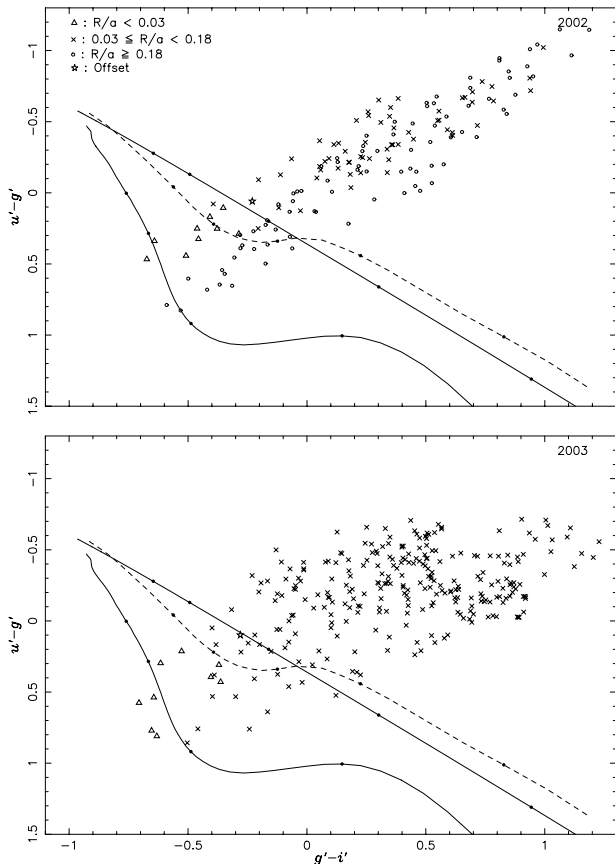 2002
△ : R/a < 0.03
× : 0.03 ≦ R/a < 0.18
○ : R/a ≧ 0.18
☆ : Offset
−1
−0.5
0
0.5
1
1.5
u'−g'
2003
−1
−0.5
0
0.5
1
1.5
u'−g'
−1
−0.5
0
0.5
1
g'−i'